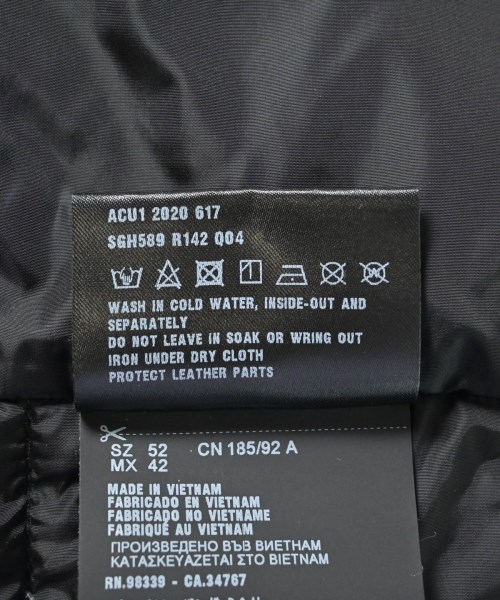 ACU1 2020 617
SGH589 R142 Q04
WASH IN COLD WATER, INSIDE-OUT AND
SEPARATELY
DO NOT LEAVE IN SOAK OR WRING OUT
IRON UNDER DRY CLOTH
PROTECT LEATHER PARTS
SZ 52 CN 185/92 A
MX 42
MADE IN VIETNAM
FABRICADO EN VIETNAM
FABRICADO NO VIETNAME
FABRIQUÉ AU VIETNAM
ПРОИЗВЕДЕНО ВЪВ ВИЕТНАМ
ΚΑΤΑΣΚΕΥΑΖΕΤΑΙ ΣΤΟ ΒΙΕΤΝΑΜ
RN.98339 - CA.34767